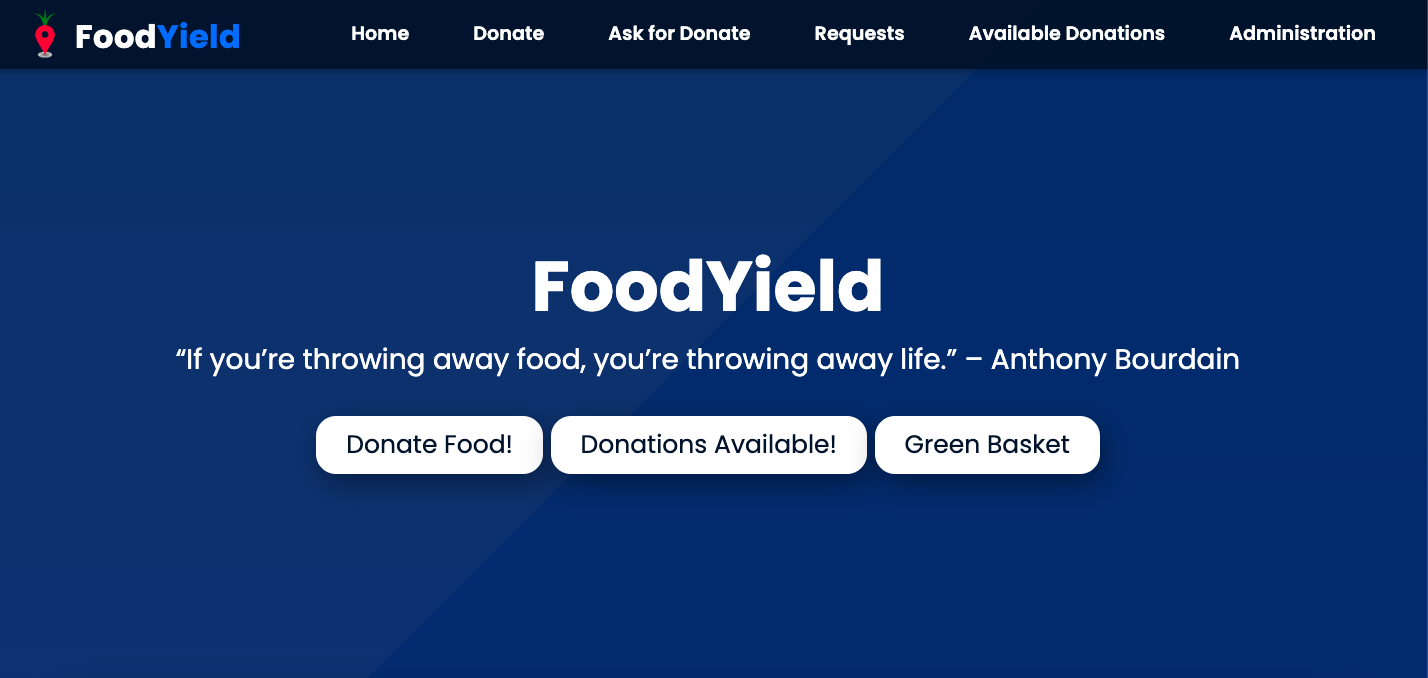 FoodYield
Home Donate Ask for Donate Requests Available Donations Administration
FoodYield
“If you’re throwing away food, you’re throwing away life.” – Anthony Bourdain
Donate Food! Donations Available! Green Basket